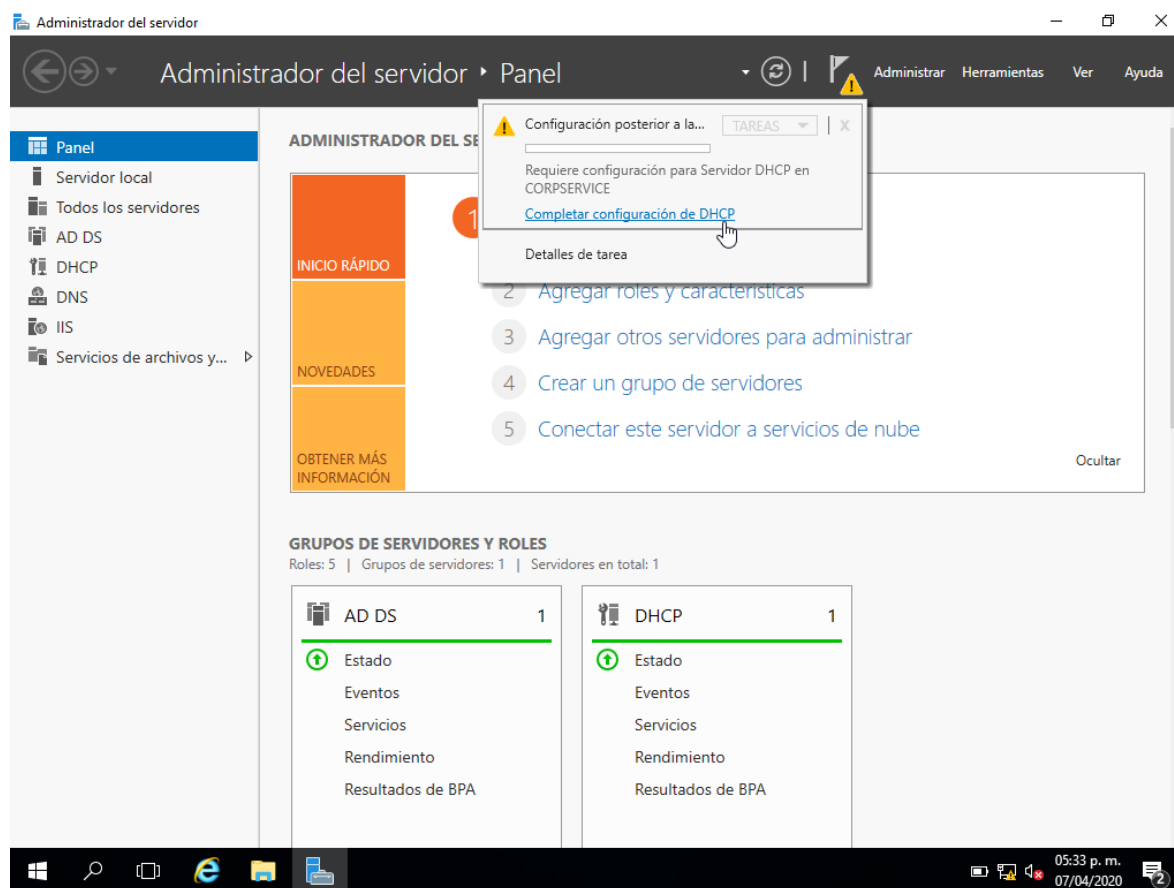 Administrador del servidor
Administrador del servidor ‣ Panel
Administrar Herramientas Ver Ayuda
Panel
Servidor local
Todos los servidores
AD DS
DHCP
DNS
IIS
Servicios de archivos y...
ADMINISTRADOR DEL SE
Configuración posterior a la...
TAREAS
X
Requiere configuración para Servidor DHCP en
CORPSERVICE
Completar configuración de DHCP
Detalles de tarea
INICIO RÁPIDO
NOVEDADES
OBTENER MÁS
INFORMACIÓN
1
2 Agregar roles y características
3 Agregar otros servidores para administrar
4 Crear un grupo de servidores
5 Conectar este servidor a servicios de nube
Ocultar
GRUPOS DE SERVIDORES Y ROLES
Roles: 5 | Grupos de servidores: 1 | Servidores en total: 1
AD DS 1
Estado
Eventos
Servicios
Rendimiento
Resultados de BPA
DHCP 1
Estado
Eventos
Servicios
Rendimiento
Resultados de BPA
05:33 p. m.
07/04/2020
2